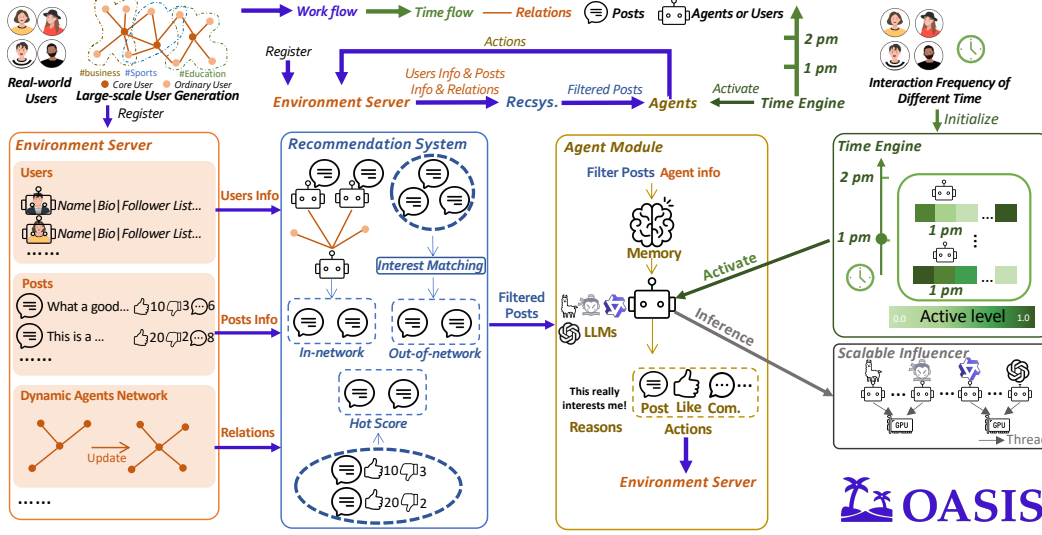 Work flow
Time flow
Relations
Posts
Agents or Users
#business #Sports
#Education
Core User
Ordinary User
Real-world
Users
Large-scale User Generation
Register
Register
Actions
Users Info & Posts
Info & Relations
Environment Server
Recsys.
Filtered Posts
Agents
Activate
Time Engine
2 pm
1 pm
Interaction Frequency of
Different Time
Initialize
Environment Server
Users
Name|Bio|Follower List...
Name|Bio|Follower List...
......
Posts
What a good... 10 3 6
This is a ... 20 2 8
......
Dynamic Agents Network
Update
......
Users Info
Posts Info
Relations
Recommendation System
Interest Matching
In-network
Out-of-network
Hot Score
10 3
20 2
Filtered
Posts
Agent Module
Filter Posts Agent info
Memory
LLMs
This really
interests me!
Reasons
Post Like Com.
...
Actions
Environment Server
Activate
Inference
Time Engine
2 pm
1 pm
...
1 pm
...
1 pm
0.0 Active level 1.0
Scalable Influencer
... ... ...
GPU GPU
Thread
OASIS